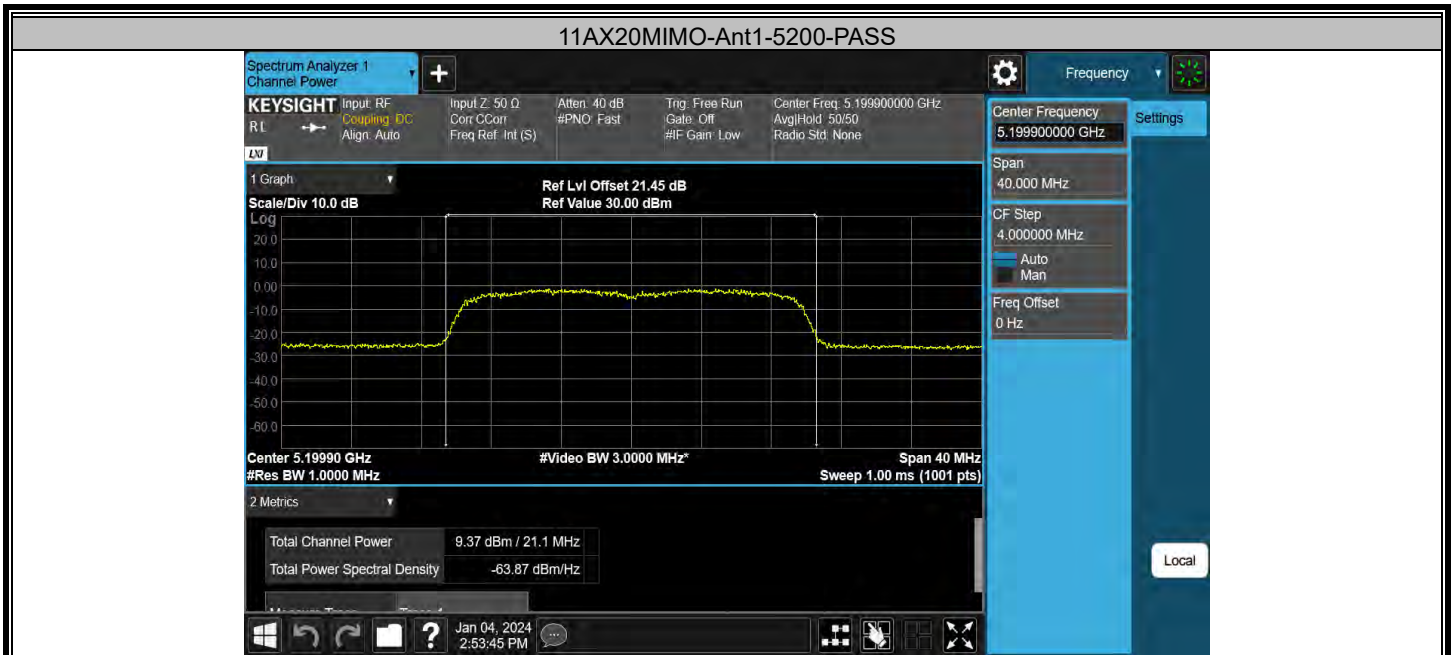 11AX20MIMO-Ant1-5200-PASS
Spectrum Analyzer 1
Channel Power
+
Frequency
KEYSIGHT
RL
LXI
Input: RF
Coupling: DC
Align: Auto
Input Z: 50 Ω
Corr CCorr
Freq Ref: Int (S)
Atten: 40 dB
#PNO: Fast
Trig: Free Run
Gate: Off
#IF Gain: Low
Center Freq: 5.199900000 GHz
Avg|Hold: 50/50
Radio Std: None
Center Frequency
5.199900000 GHz
Settings
Span
40.000 MHz
CF Step
4.000000 MHz
Auto
Man
Freq Offset
0 Hz
Local
1 Graph
Scale/Div 10.0 dB
Ref Lvl Offset 21.45 dB
Ref Value 30.00 dBm
Log
20.0
10.0
0.00
-10.0
-20.0
-30.0
-40.0
-50.0
-60.0
Center 5.19990 GHz
#Video BW 3.0000 MHz*
Span 40 MHz
#Res BW 1.0000 MHz
Sweep 1.00 ms (1001 pts)
2 Metrics
Total Channel Power 9.37 dBm / 21.1 MHz
Total Power Spectral Density -63.87 dBm/Hz
?
Jan 04, 2024
2:53:45 PM